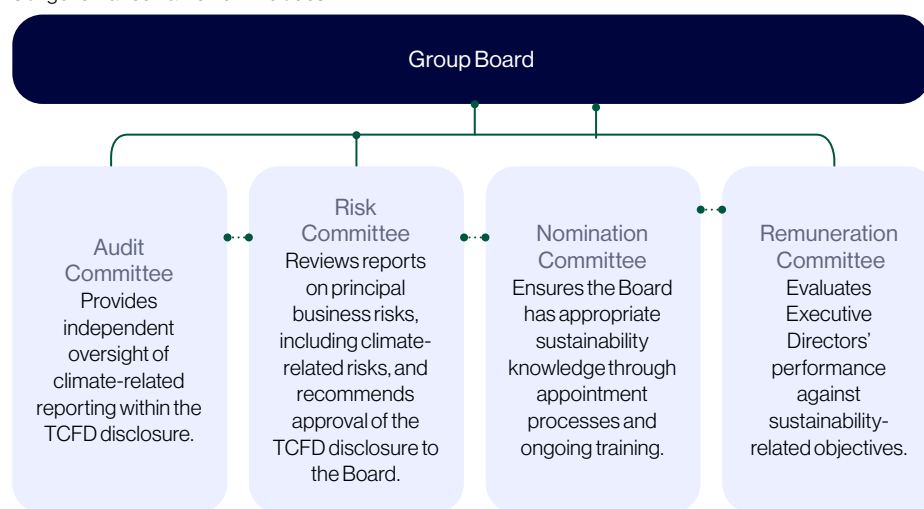 Group Board
Audit
Committee
Provides
independent
oversight of
climate-related
reporting within the
TCFD disclosure.
Risk
Committee
Reviews reports
on principal
business risks,
including climate-
related risks, and
recommends
approval of the
TCFD disclosure to
the Board.
Nomination
Committee
Ensures the Board
has appropriate
sustainability
knowledge through
appointment
processes and
ongoing training.
Remuneration
Committee
Evaluates
Executive
Directors’
performance
against
sustainability-
related objectives.